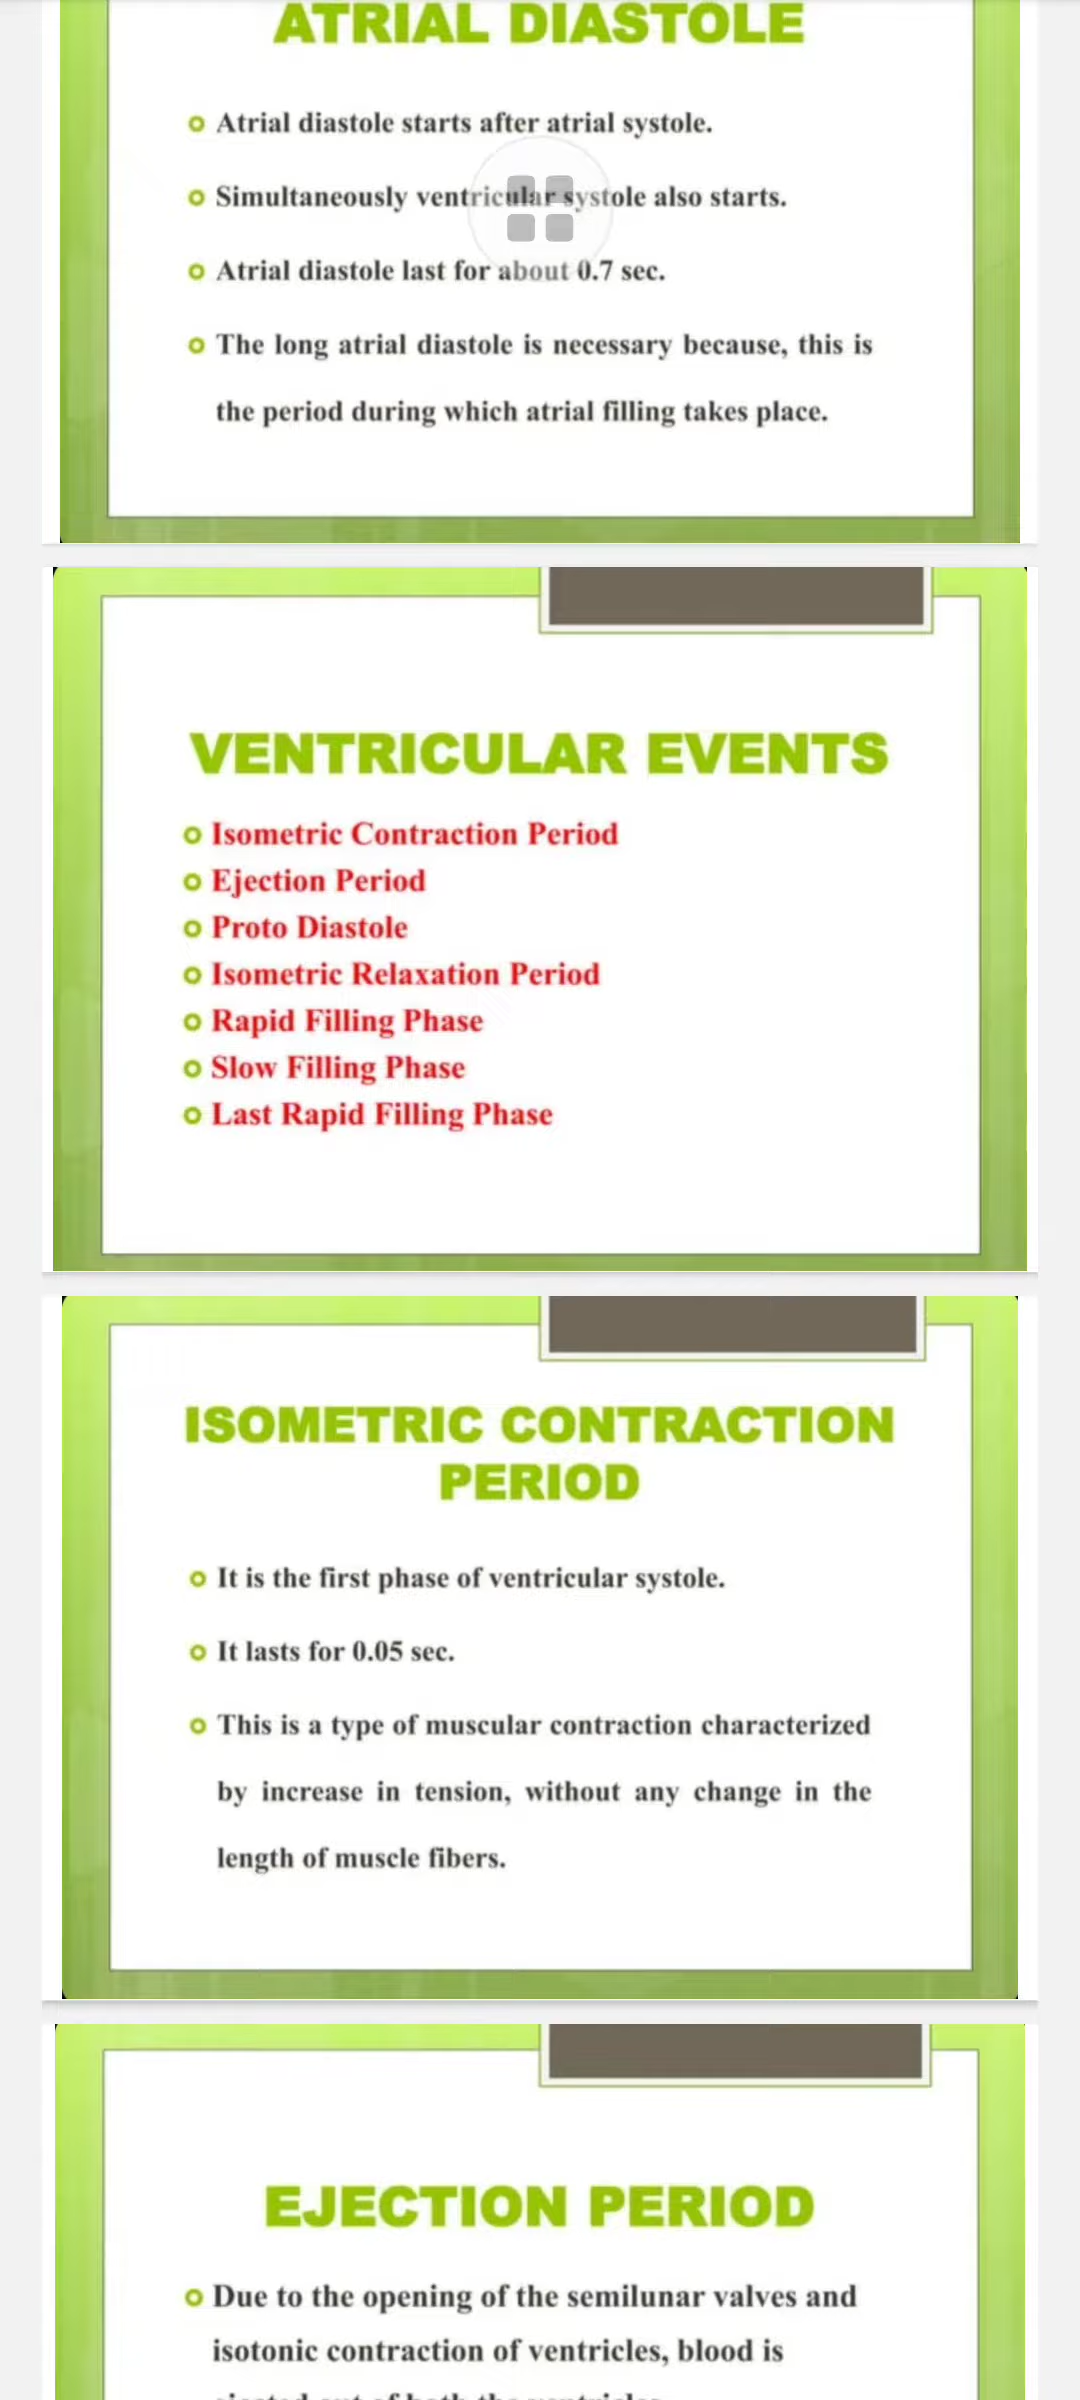 ATRIAL DIASTOLE
Atrial diastole starts after atrial systole.
Simultaneously ventricular systole also starts.
Atrial diastole last for about 0.7 sec.
The long atrial diastole is necessary because, this is
the period during which atrial filling takes place.
VENTRICULAR EVENTS
Isometric Contraction Period
Ejection Period
Proto Diastole
Isometric Relaxation Period
Rapid Filling Phase
Slow Filling Phase
Last Rapid Filling Phase
ISOMETRIC CONTRACTION
PERIOD
It is the first phase of ventricular systole.
It lasts for 0.05 sec.
This is a type of muscular contraction characterized
by increase in tension, without any change in the
length of muscle fibers.
EJECTION PERIOD
Due to the opening of the semilunar valves and
isotonic contraction of ventricles, blood is
ejected out of both the ventricles.